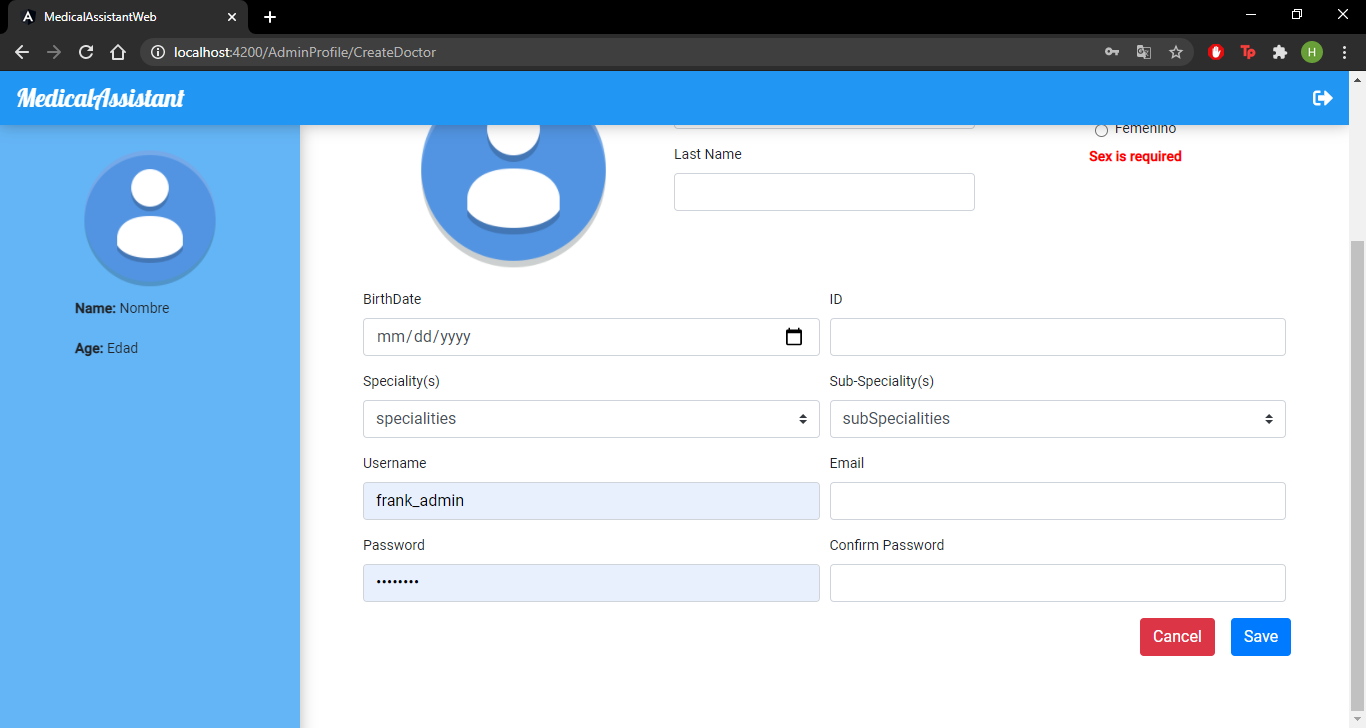 MedicalAssistantWeb
localhost:4200/AdminProfile/CreateDoctor
Tp
H
MedicalAssistant
Femenino
Last Name
Sex is required
Name: Nombre
Age: Edad
BirthDate
ID
mm/dd/yyyy
Speciality(s)
Sub-Speciality(s)
specialities
subSpecialities
Username
Email
frank_admin
Password
Confirm Password
••••••••
Cancel
Save